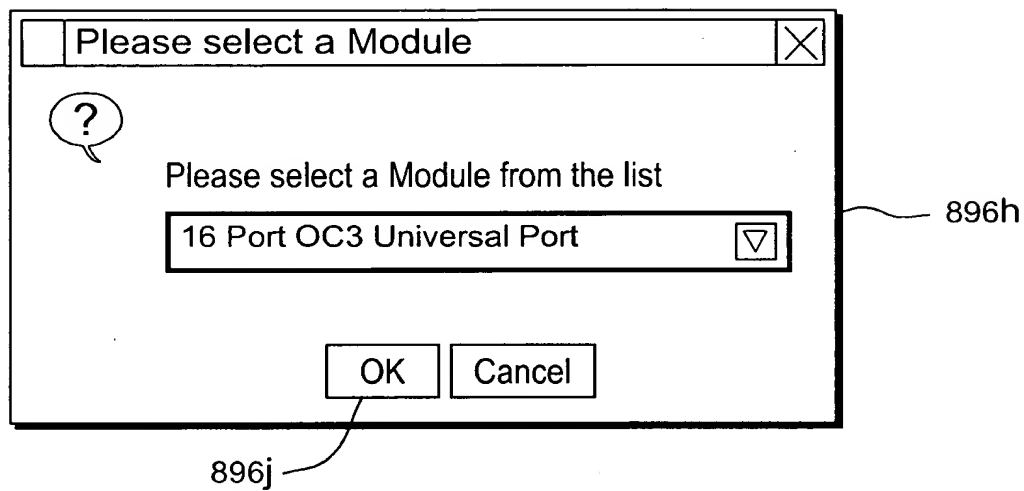 Please select a Module
?
Please select a Module from the list
16 Port OC3 Universal Port
896h
OK Cancel
896j